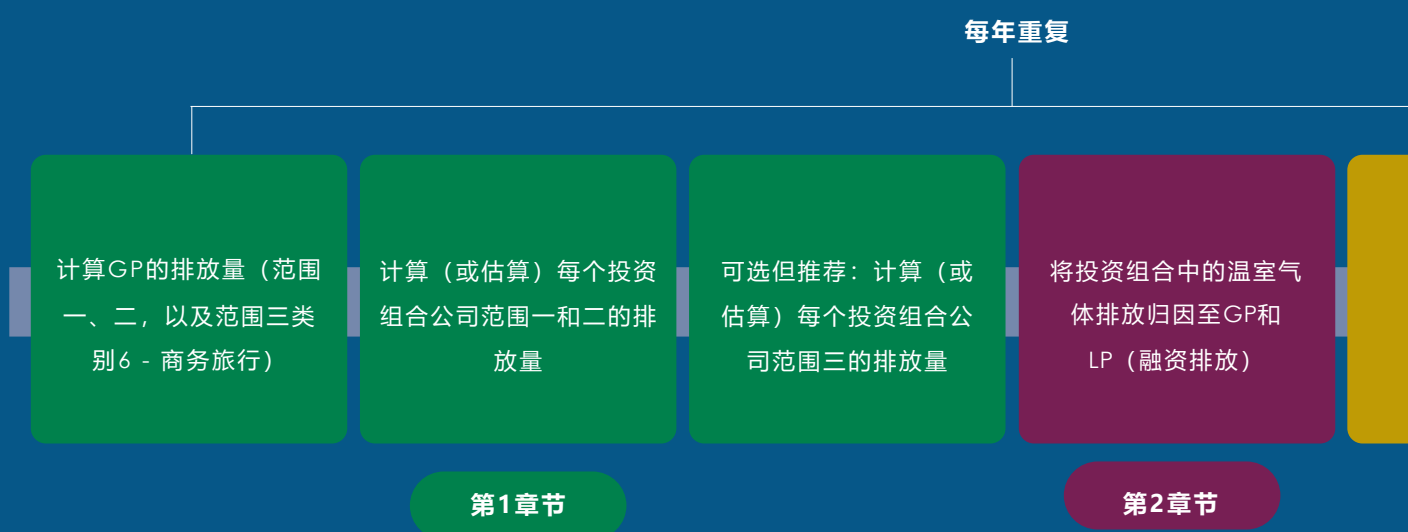 每年重复
计算GP的排放量（范围
一、二，以及范围三类
别6 - 商务旅行）
计算（或估算）每个投资
组合公司范围一和二的排
放量
可选但推荐：计算（或
估算）每个投资组合公
司范围三的排放量
将投资组合中的温室气
体排放归因至GP和
LP（融资排放）
第1章节
第2章节